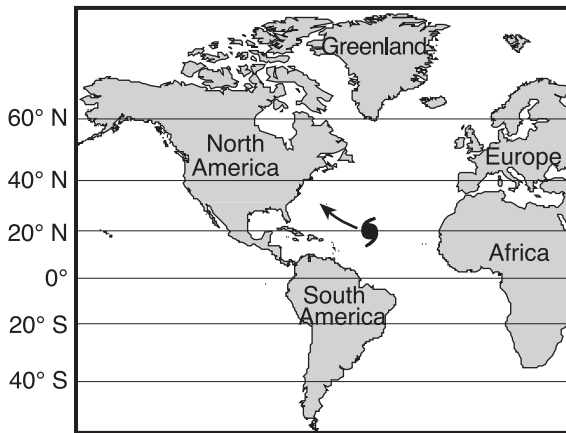 Greenland
60° N
North
America
Europe
40° N
20° N
Africa
0°
South
America
20° S
40° S